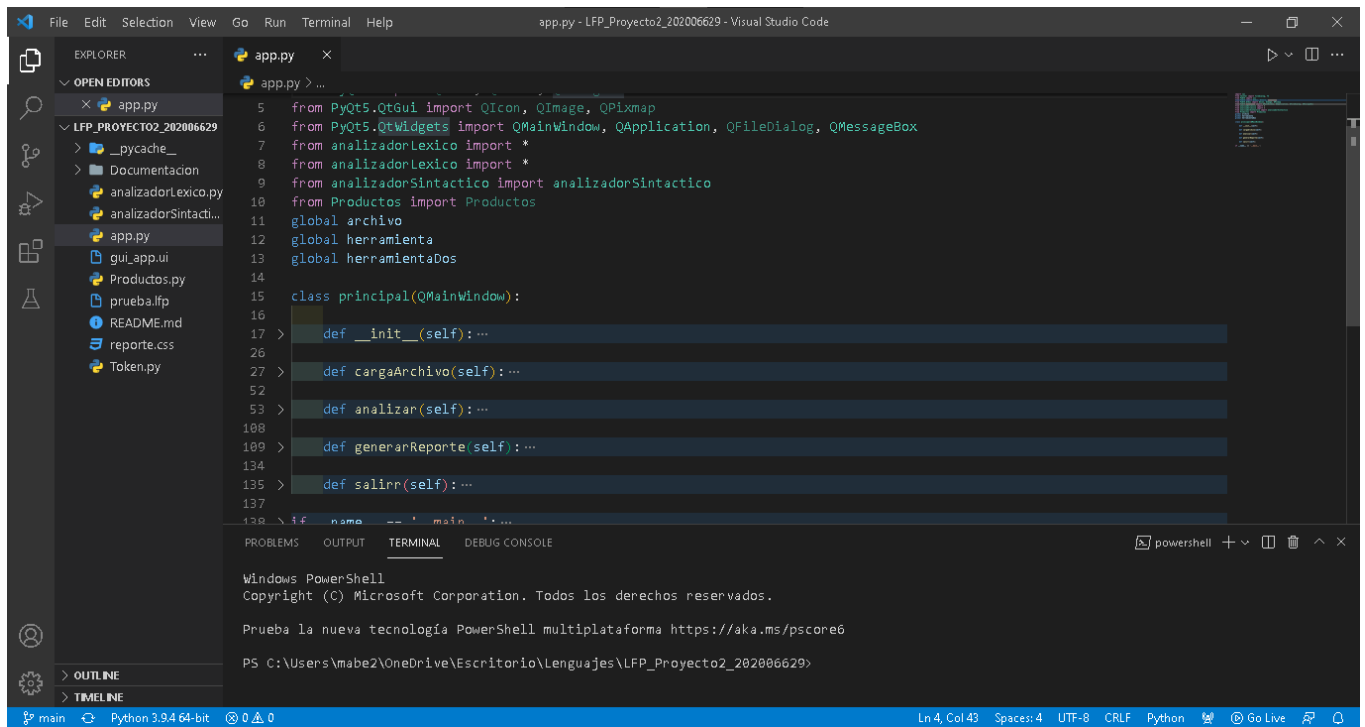 File Edit Selection View Go Run Terminal Help app.py - LFP_Proyecto2_202006629 - Visual Studio Code
EXPLORER
OPEN EDITORS
app.py
LFP_PROYECTO2_202006629
__pycache__
Documentacion
analizadorLexico.py
analizadorSintacti...
app.py
gui_app.ui
Productos.py
prueba.lfp
README.md
reporte.css
Token.py
OUTLINE
TIMELINE
app.py
app.py > ...
5 from PyQt5.QtGui import QIcon, QImage, QPixmap
6 from PyQt5.QtWidgets import QMainWindow, QApplication, QFileDialog, QMessageBox
7 from analizadorLexico import *
8 from analizadorLexico import *
9 from analizadorSintactico import analizadorSintactico
10 from Productos import Productos
11 global archivo
12 global herramienta
13 global herramientaDos
14
15 class principal(QMainWindow):
16
17 > def __init__(self):...
26
27 > def cargaArchivo(self):...
52
53 > def analizar(self):...
108
109 > def generarReporte(self):...
134
135 > def salirr(self):...
137
138 > if __name__ == '__main__':...
PROBLEMS OUTPUT TERMINAL DEBUG CONSOLE powershell
Windows PowerShell
Copyright (C) Microsoft Corporation. Todos los derechos reservados.
Prueba la nueva tecnología PowerShell multiplataforma https://aka.ms/pscore6
PS C:\Users\mabe2\OneDrive\Escritorio\Lenguajes\LFP_Proyecto2_202006629>
main Python 3.9.4 64-bit 0 0 Ln 4, Col 43 Spaces: 4 UTF-8 CRLF Python Go Live